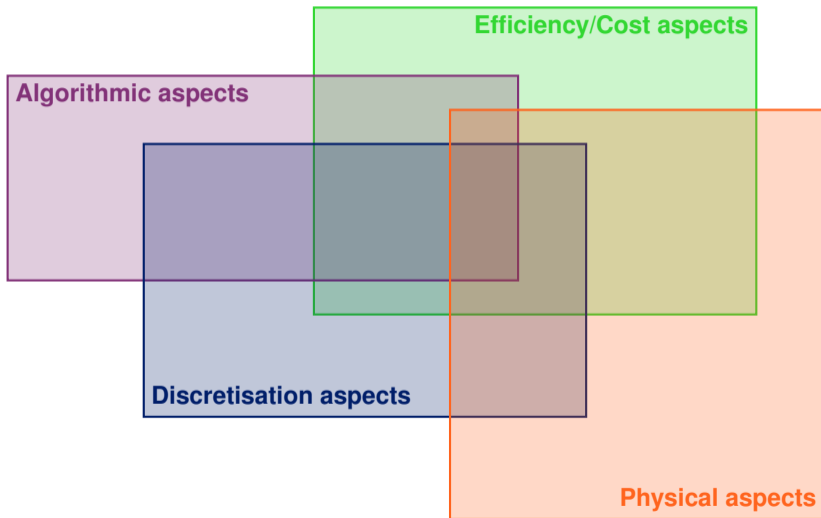 Efficiency/Cost aspects
Algorithmic aspects
Discretisation aspects
Physical aspects